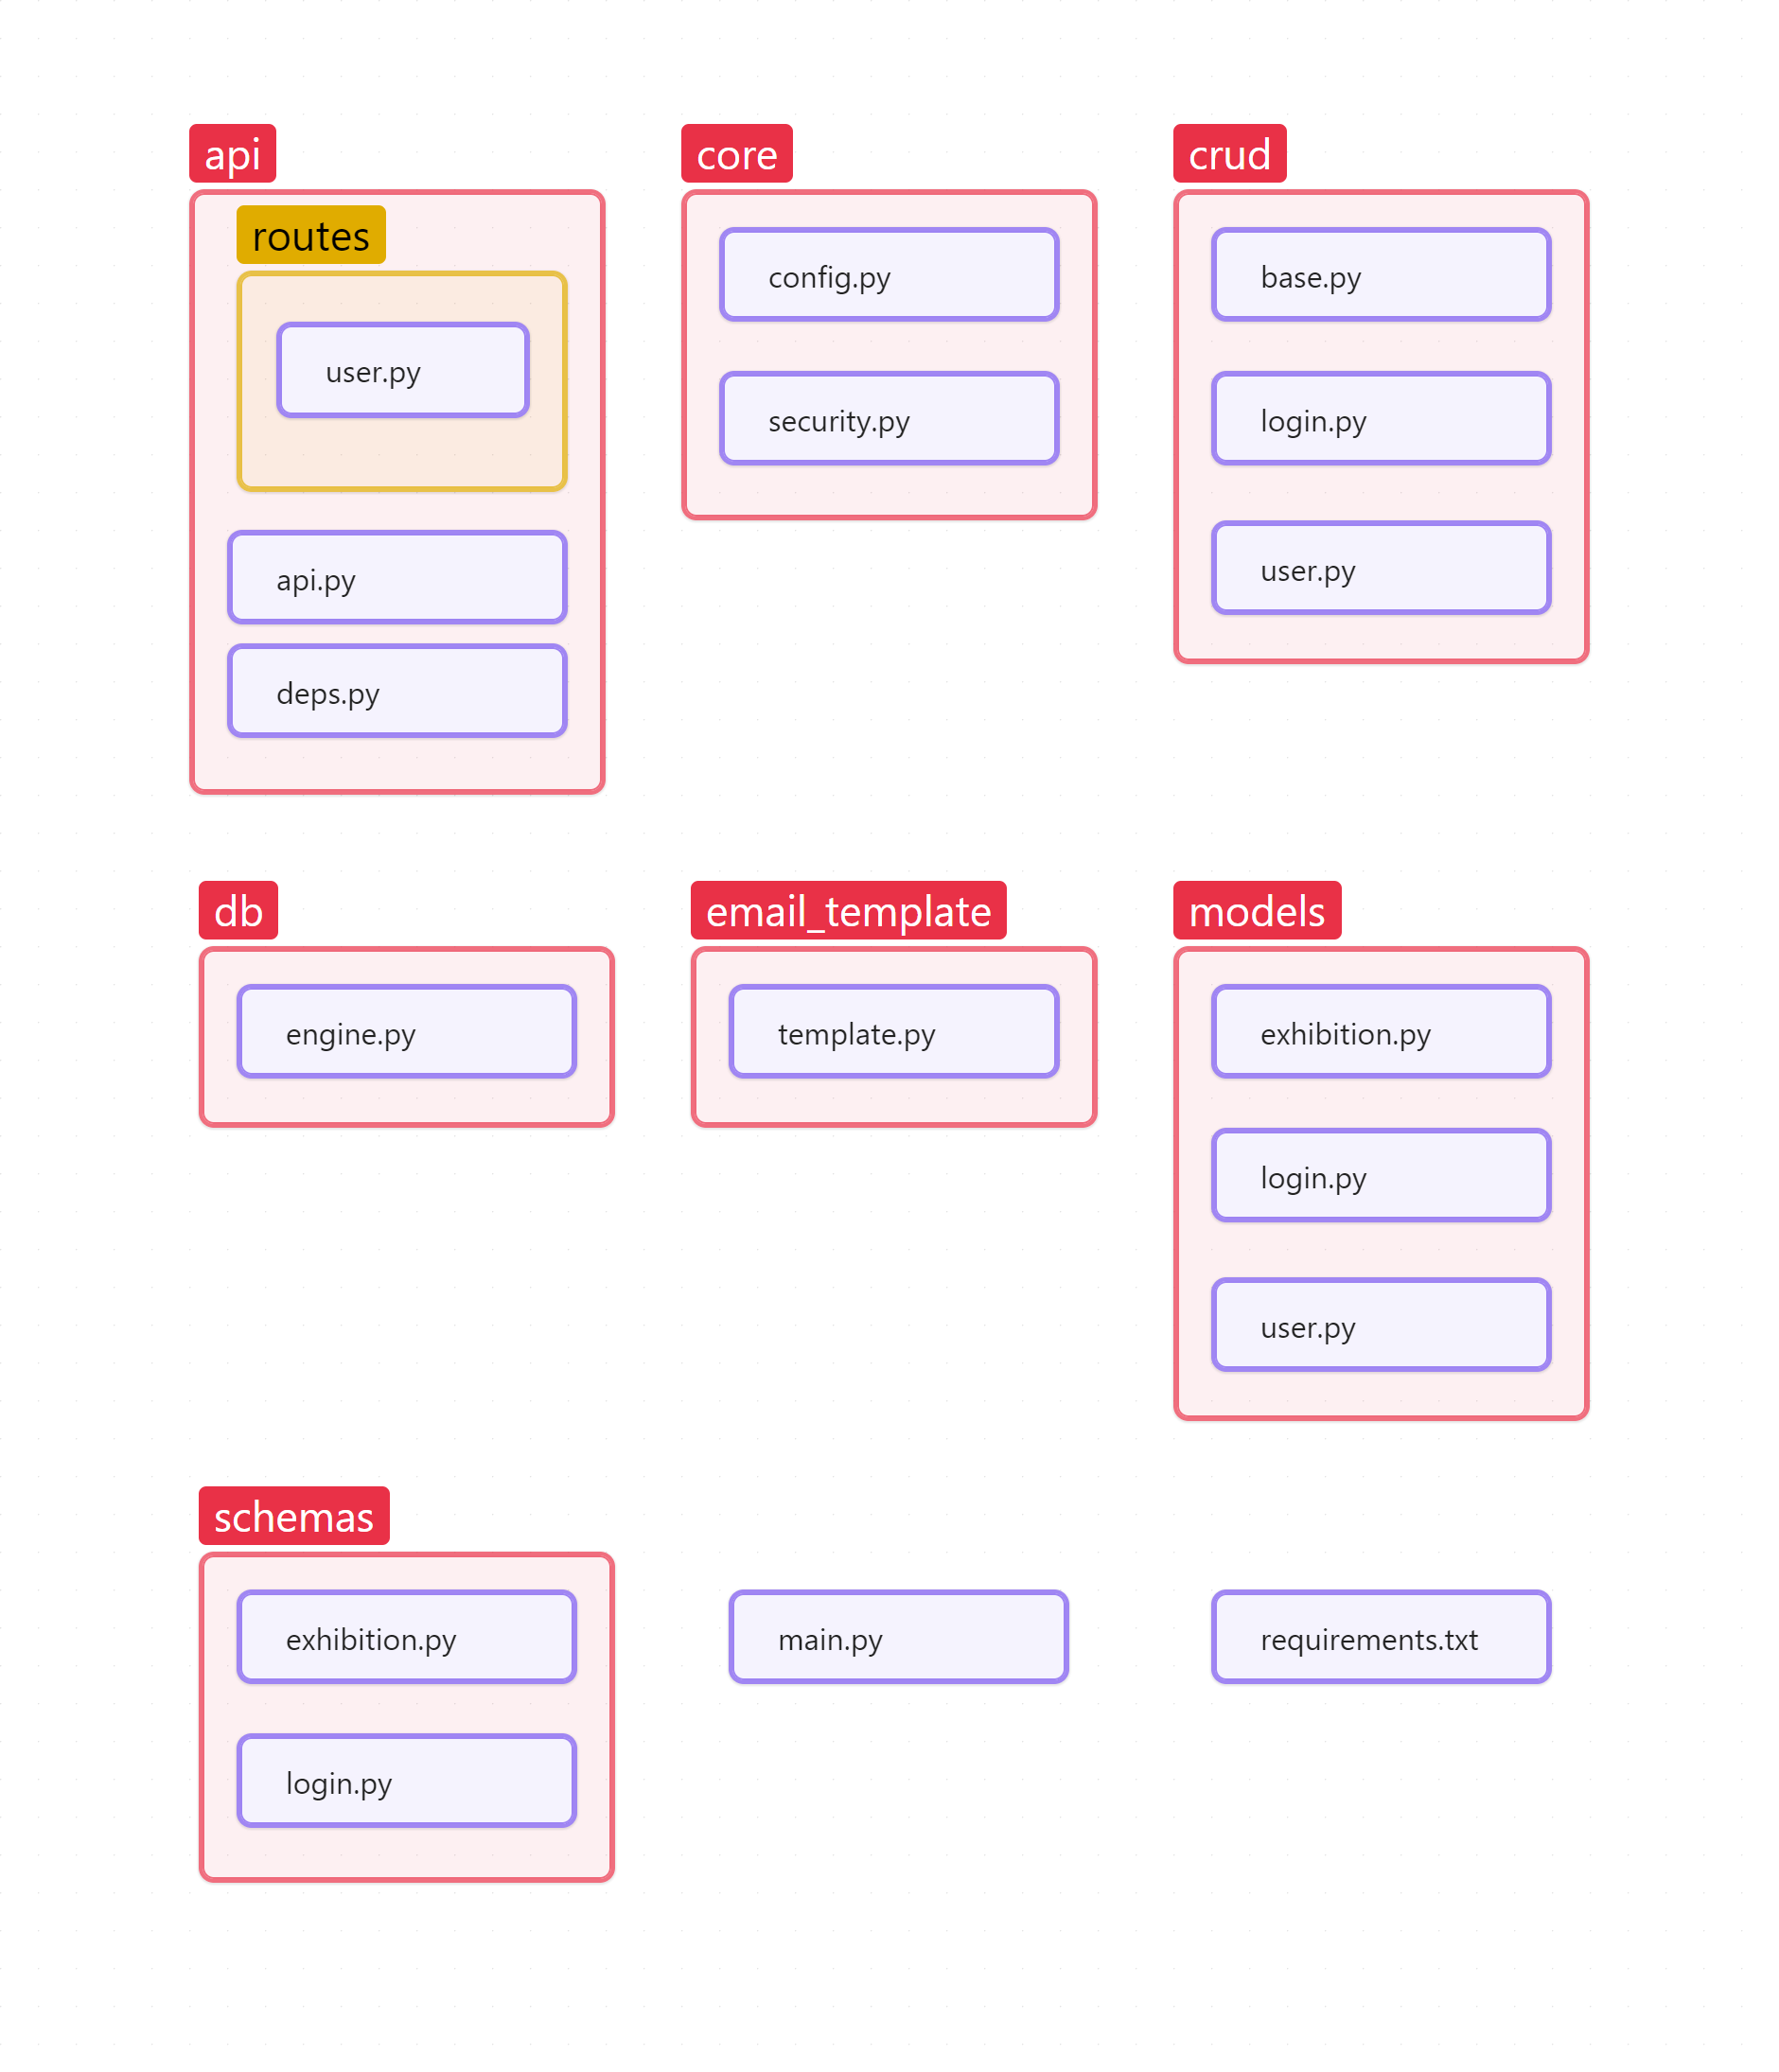 api
routes
user.py
api.py
deps.py
core
config.py
security.py
crud
base.py
login.py
user.py
db
engine.py
email_template
template.py
models
exhibition.py
login.py
user.py
schemas
exhibition.py
login.py
main.py
requirements.txt